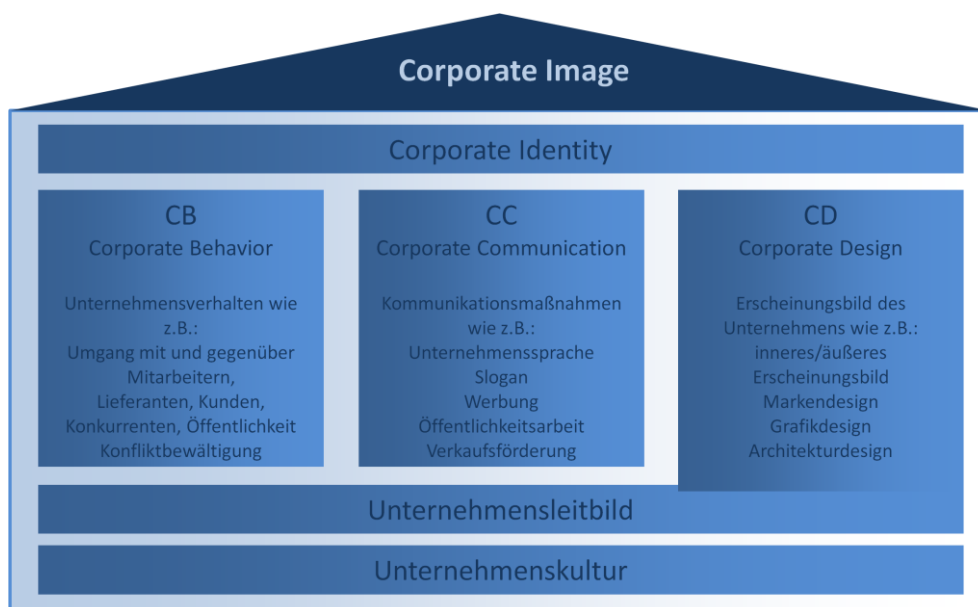 Corporate Image
Corporate Identity
CB
Corporate Behavior
Unternehmensverhalten wie
z.B.:
Umgang mit und gegenüber
Mitarbeitern,
Lieferanten, Kunden,
Konkurrenten, Öffentlichkeit
Konfliktbewältigung
CC
Corporate Communication
Kommunikationsmaßnahmen
wie z.B.:
Unternehmenssprache
Slogan
Werbung
Öffentlichkeitsarbeit
Verkaufsförderung
CD
Corporate Design
Erscheinungsbild des
Unternehmens wie z.B.:
inneres/äußeres
Erscheinungsbild
Markendesign
Grafikdesign
Architekturdesign
Unternehmensleitbild
Unternehmenskultur